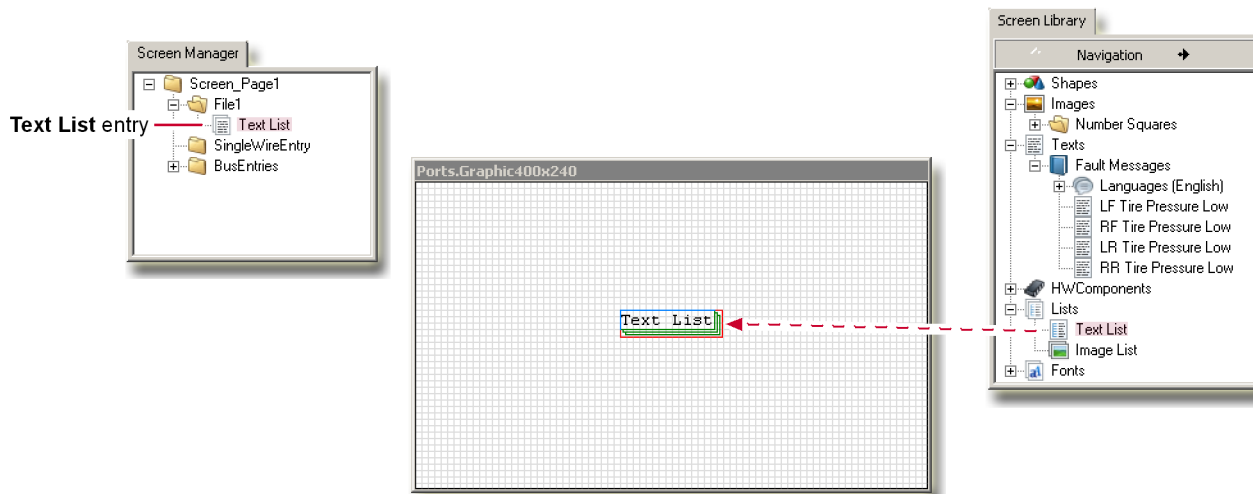 Screen Manager
Screen_Page1
File1
Text List
SingleWireEntry
BusEntries
Text List entry
Ports.Graphic400x240
Text List
Screen Library
Navigation
Shapes
Images
Number Squares
Texts
Fault Messages
Languages (English)
LF Tire Pressure Low
RF Tire Pressure Low
LR Tire Pressure Low
RR Tire Pressure Low
HWComponents
Lists
Text List
Image List
Fonts